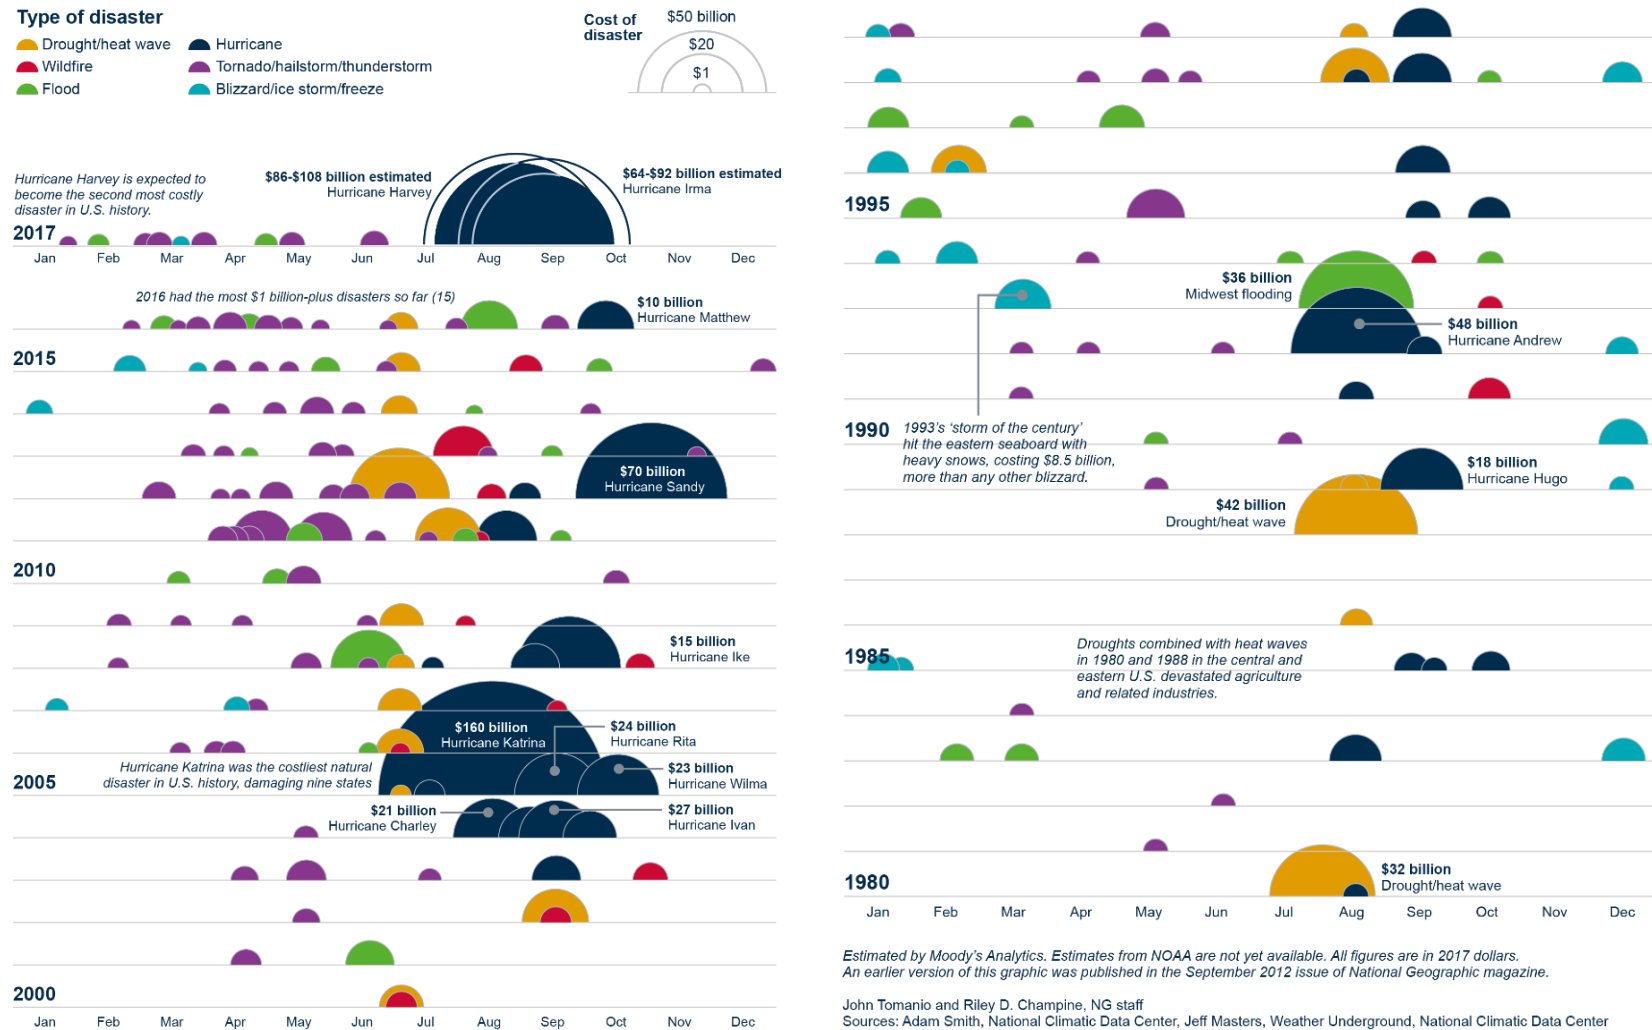 Type of disaster
Drought/heat wave
Wildfire
Flood
Hurricane
Tornado/hailstorm/thunderstorm
Blizzard/ice storm/freeze
Cost of
disaster
$50 billion
$20
$1
Hurricane Harvey is expected to
become the second most costly
disaster in U.S. history.
$86-$108 billion estimated
Hurricane Harvey
$64-$92 billion estimated
Hurricane Irma
2017
Jan Feb Mar Apr May Jun Jul Aug Sep Oct Nov Dec
2016 had the most $1 billion-plus disasters so far (15)
$10 billion
Hurricane Matthew
2015
$70 billion
Hurricane Sandy
2010
$15 billion
Hurricane Ike
$160 billion
Hurricane Katrina
$24 billion
Hurricane Rita
Hurricane Katrina was the costliest natural
disaster in U.S. history, damaging nine states
$23 billion
Hurricane Wilma
2005
$21 billion
Hurricane Charley
$27 billion
Hurricane Ivan
2000
Jan Feb Mar Apr May Jun Jul Aug Sep Oct Nov Dec
1995
$36 billion
Midwest flooding
$48 billion
Hurricane Andrew
1990
1993's ‘storm of the century’
hit the eastern seaboard with
heavy snows, costing $8.5 billion,
more than any other blizzard.
$18 billion
Hurricane Hugo
$42 billion
Drought/heat wave
1985
Droughts combined with heat waves
in 1980 and 1988 in the central and
eastern U.S. devastated agriculture
and related industries.
1980
$32 billion
Drought/heat wave
Jan Feb Mar Apr May Jun Jul Aug Sep Oct Nov Dec
Estimated by Moody's Analytics. Estimates from NOAA are not yet available. All figures are in 2017 dollars.
An earlier version of this graphic was published in the September 2012 issue of National Geographic magazine.
John Tomanio and Riley D. Champine, NG staff
Sources: Adam Smith, National Climatic Data Center, Jeff Masters, Weather Underground, National Climatic Data Center